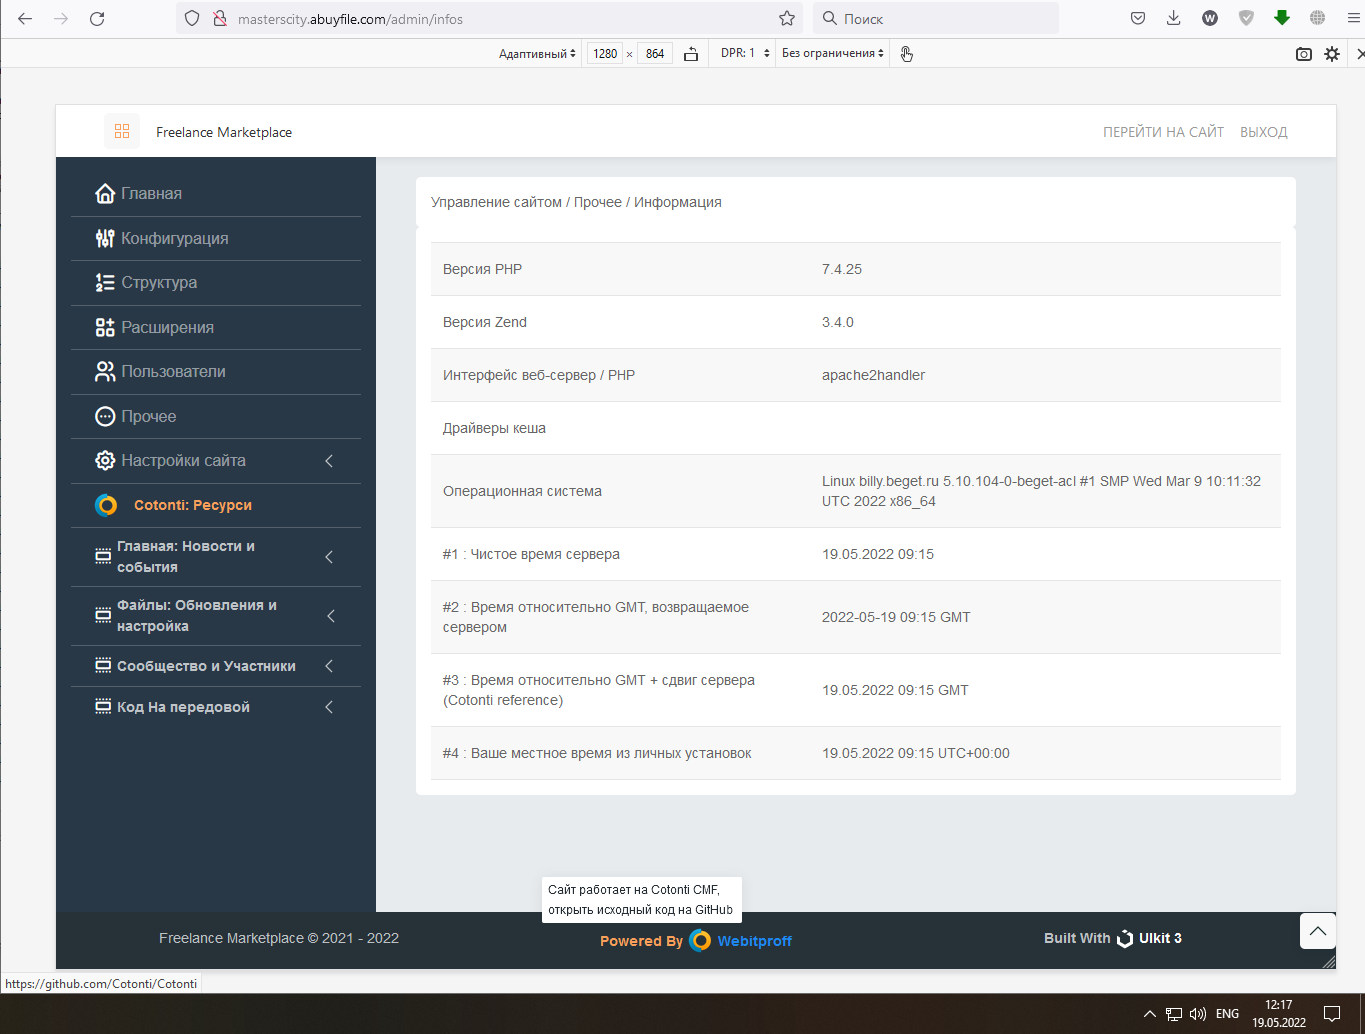 masterscity.abuyfile.com/admin/infos
Поиск
Адаптивный
1280 × 864
DPR: 1
Без ограничения
Freelance Marketplace
ПЕРЕЙТИ НА САЙТ
ВЫХОД
Главная
Конфигурация
Структура
Расширения
Пользователи
Прочее
Настройки сайта
Cotonti: Ресурси
Главная: Новости и
события
Файлы: Обновления и
настройка
Сообщество и Участники
Код На передовой
Управление сайтом / Прочее / Информация
Версия PHP 7.4.25
Версия Zend 3.4.0
Интерфейс веб-сервер / PHP apache2handler
Драйверы кеша
Операционная система
Linux billy.beget.ru 5.10.104-0-beget-acl #1 SMP Wed Mar 9 10:11:32
UTC 2022 x86_64
#1 : Чистое время сервера 19.05.2022 09:15
#2 : Время относительно GMT, возвращаемое
сервером
2022-05-19 09:15 GMT
#3 : Время относительно GMT + сдвиг сервера
(Cotonti reference)
19.05.2022 09:15 GMT
#4 : Ваше местное время из личных установок 19.05.2022 09:15 UTC+00:00
Сайт работает на Cotonti CMF,
открыть исходный код на GitHub
Freelance Marketplace © 2021 - 2022
Powered By Webitproff
Built With UIkit 3
https://github.com/Cotonti/Cotonti
ENG
12:17
19.05.2022